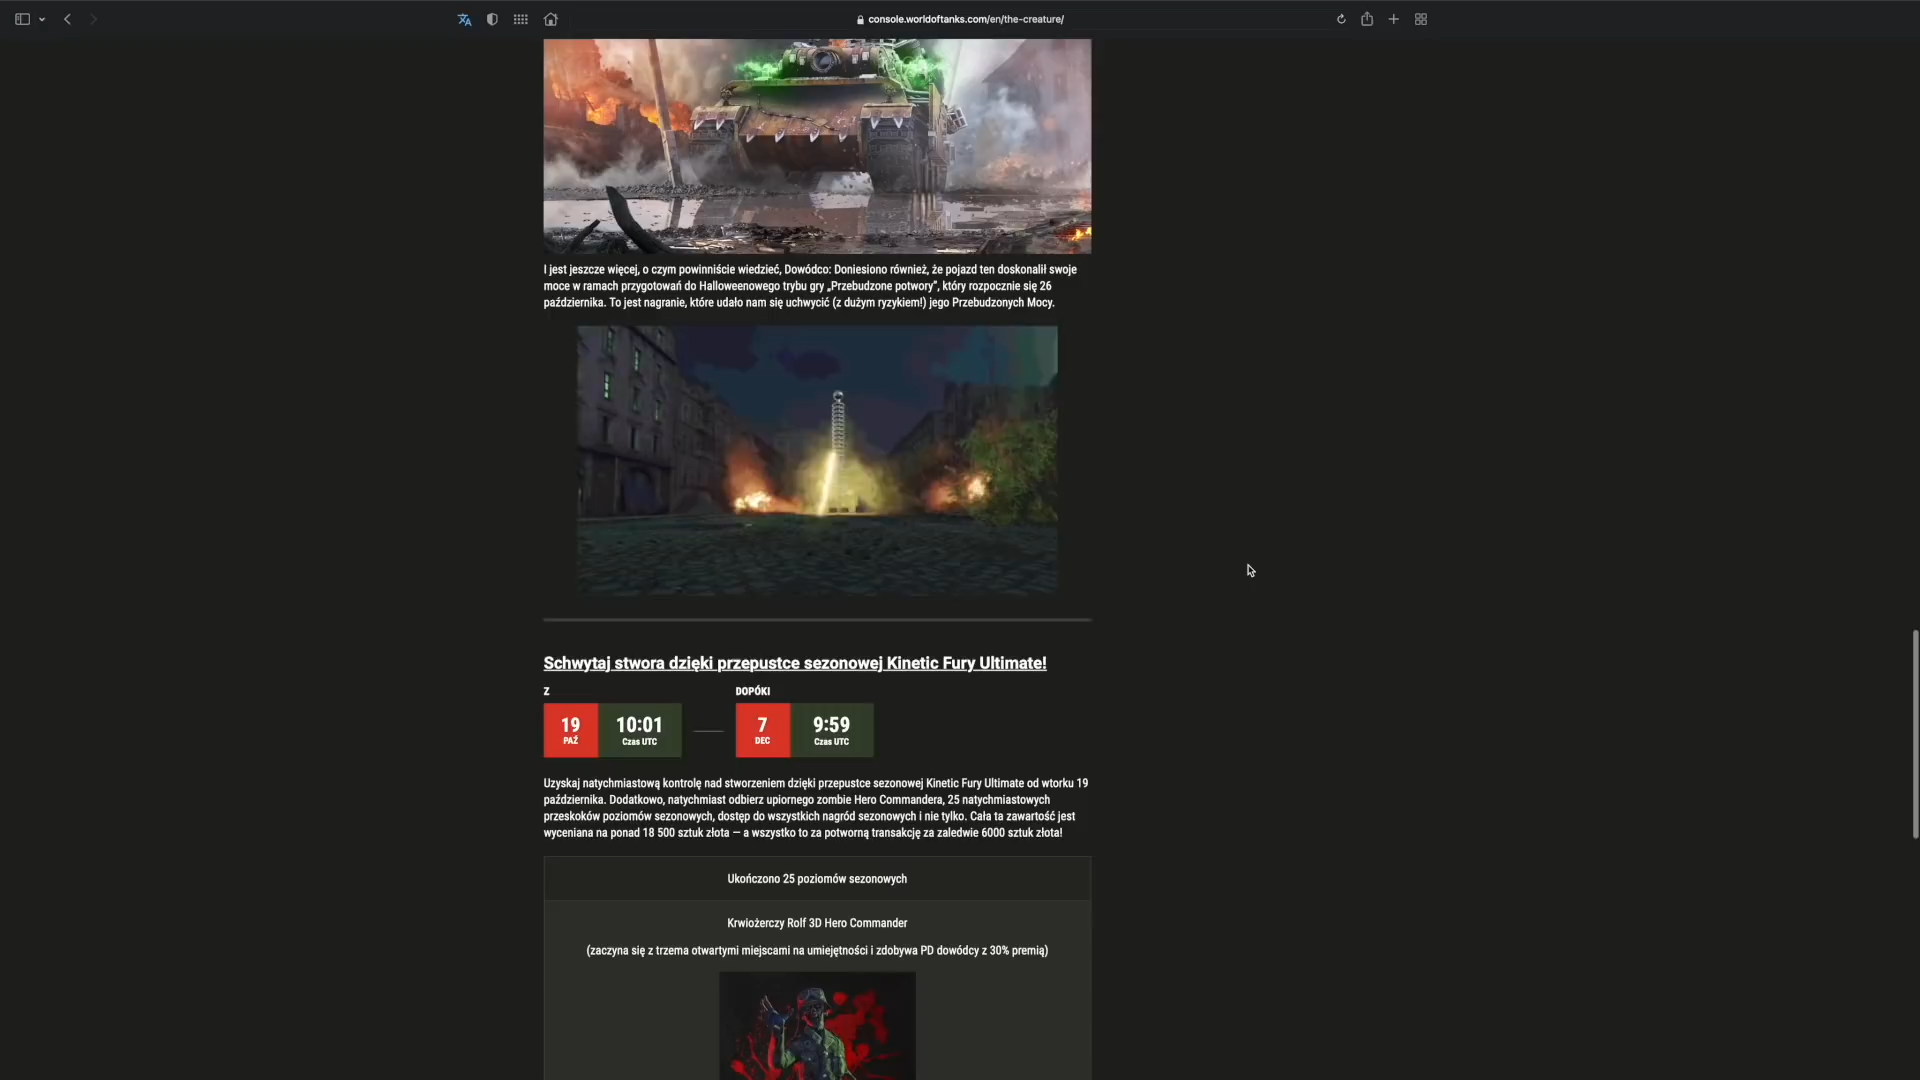 console.worldoftanks.com/en/the-creature/
I jest jeszcze więcej, o czym powinniście wiedzieć, Dowódco: Doniesiono również, że pojazd ten doskonalił swoje
moce w ramach przygotowań do Halloweenowego trybu gry „Przebudzone potwory”, który rozpocznie się 26
października. To jest nagranie, które udało nam się uchwycić (z dużym ryzykiem!) jego Przebudzonych Mocy.
Schwytaj stwora dzięki przepustce sezonowej Kinetic Fury Ultimate!
Z DOPÓKI
19 10:01 7 9:59
PAŹ Czas UTC DEC Czas UTC
Uzyskaj natychmiastową kontrolę nad stworzeniem dzięki przepustce sezonowej Kinetic Fury Ultimate od wtorku 19
października. Dodatkowo, natychmiast odbierz upiornego zombie Hero Commandera, 25 natychmiastowych
przeskoków poziomów sezonowych, dostęp do wszystkich nagród sezonowych i nie tylko. Cała ta zawartość jest
wyceniana na ponad 18 500 sztuk złota — a wszystko to za potworną transakcję za zaledwie 6000 sztuk złota!
Ukończono 25 poziomów sezonowych
Krwiożerczy Rolf 3D Hero Commander
(zaczyna się z trzema otwartymi miejscami na umiejętności i zdobywa PD dowódcy z 30% premią)